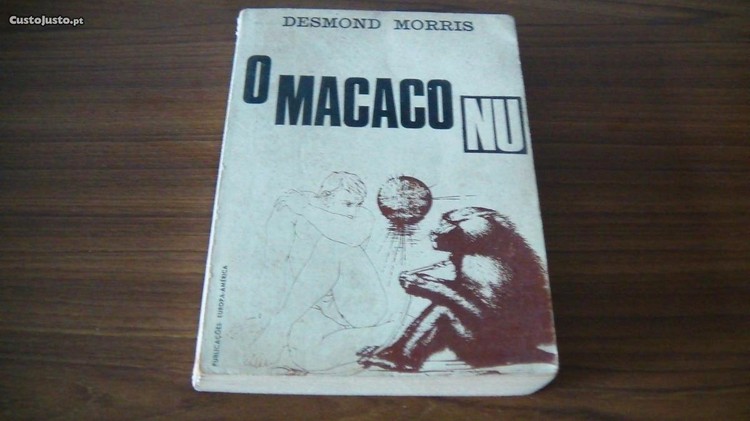 CustoJusto.pt
DESMOND MORRIS
O MACACO NU
PUBLICAÇÕES EUROPA-AMÉRICA